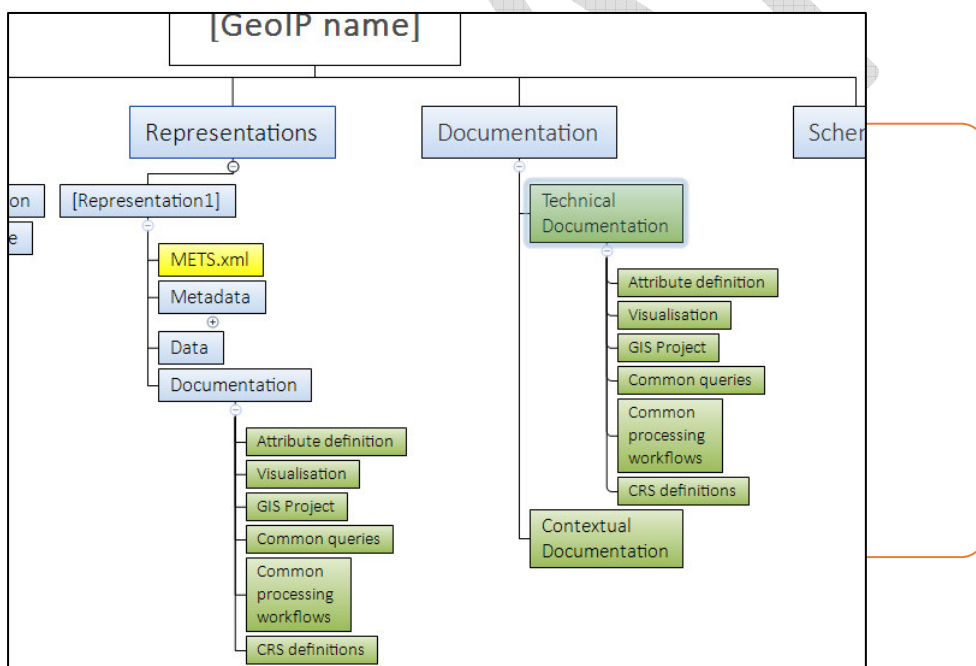 [GeoIP name]
Representations
Documentation
Scher
on
e
[Representation1]
METS.xml
Metadata
Data
Documentation
Attribute definition
Visualisation
GIS Project
Common queries
Common
processing
workflows
CRS definitions
Technical
Documentation
Attribute definition
Visualisation
GIS Project
Common queries
Common
processing
workflows
CRS definitions
Contextual
Documentation